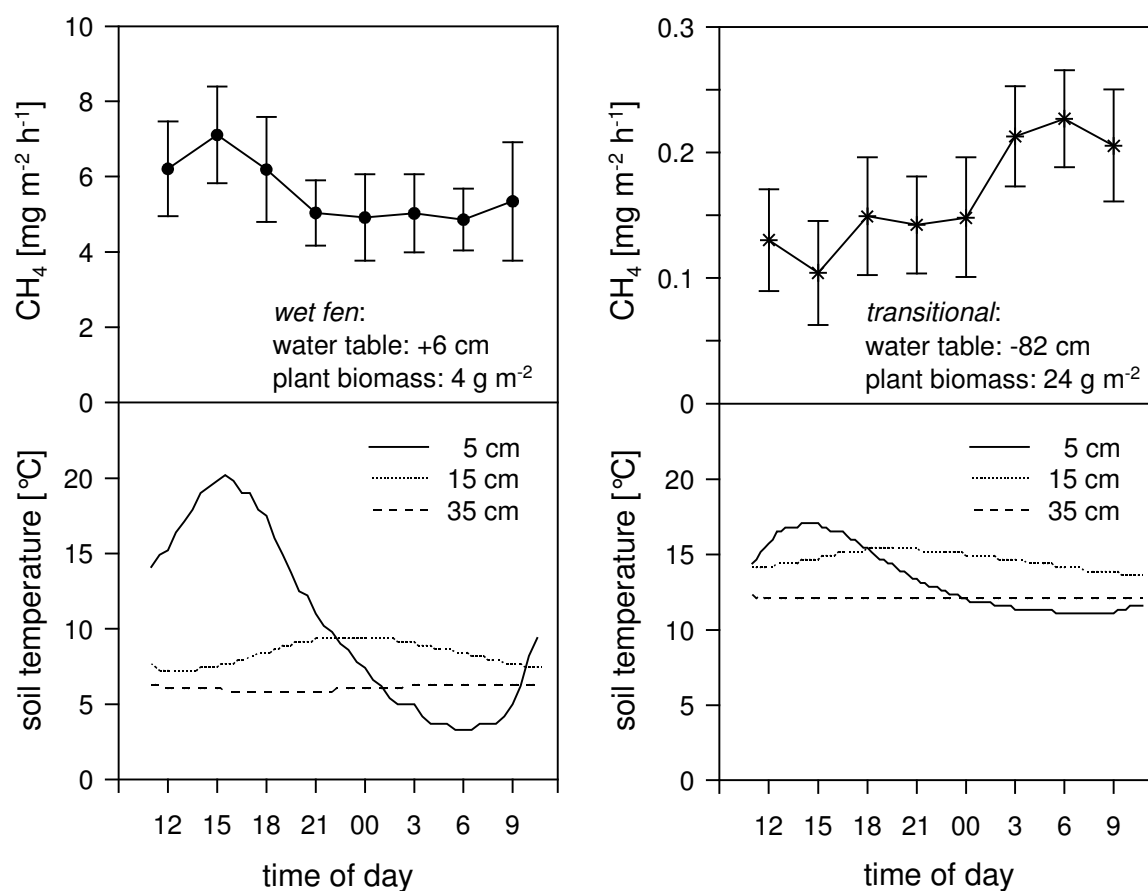 CH₄ [mg m⁻² h⁻¹]
10
8
6
4
2
0
wet fen:
water table: +6 cm
plant biomass: 4 g m⁻²
CH₄ [mg m⁻² h⁻¹]
0.3
0.2
0.1
0
transitional:
water table: -82 cm
plant biomass: 24 g m⁻²
soil temperature [°C]
20
15
10
5
0
5 cm
15 cm
35 cm
12 15 18 21 00 3 6 9
time of day
soil temperature [°C]
20
15
10
5
0
5 cm
15 cm
35 cm
12 15 18 21 00 3 6 9
time of day